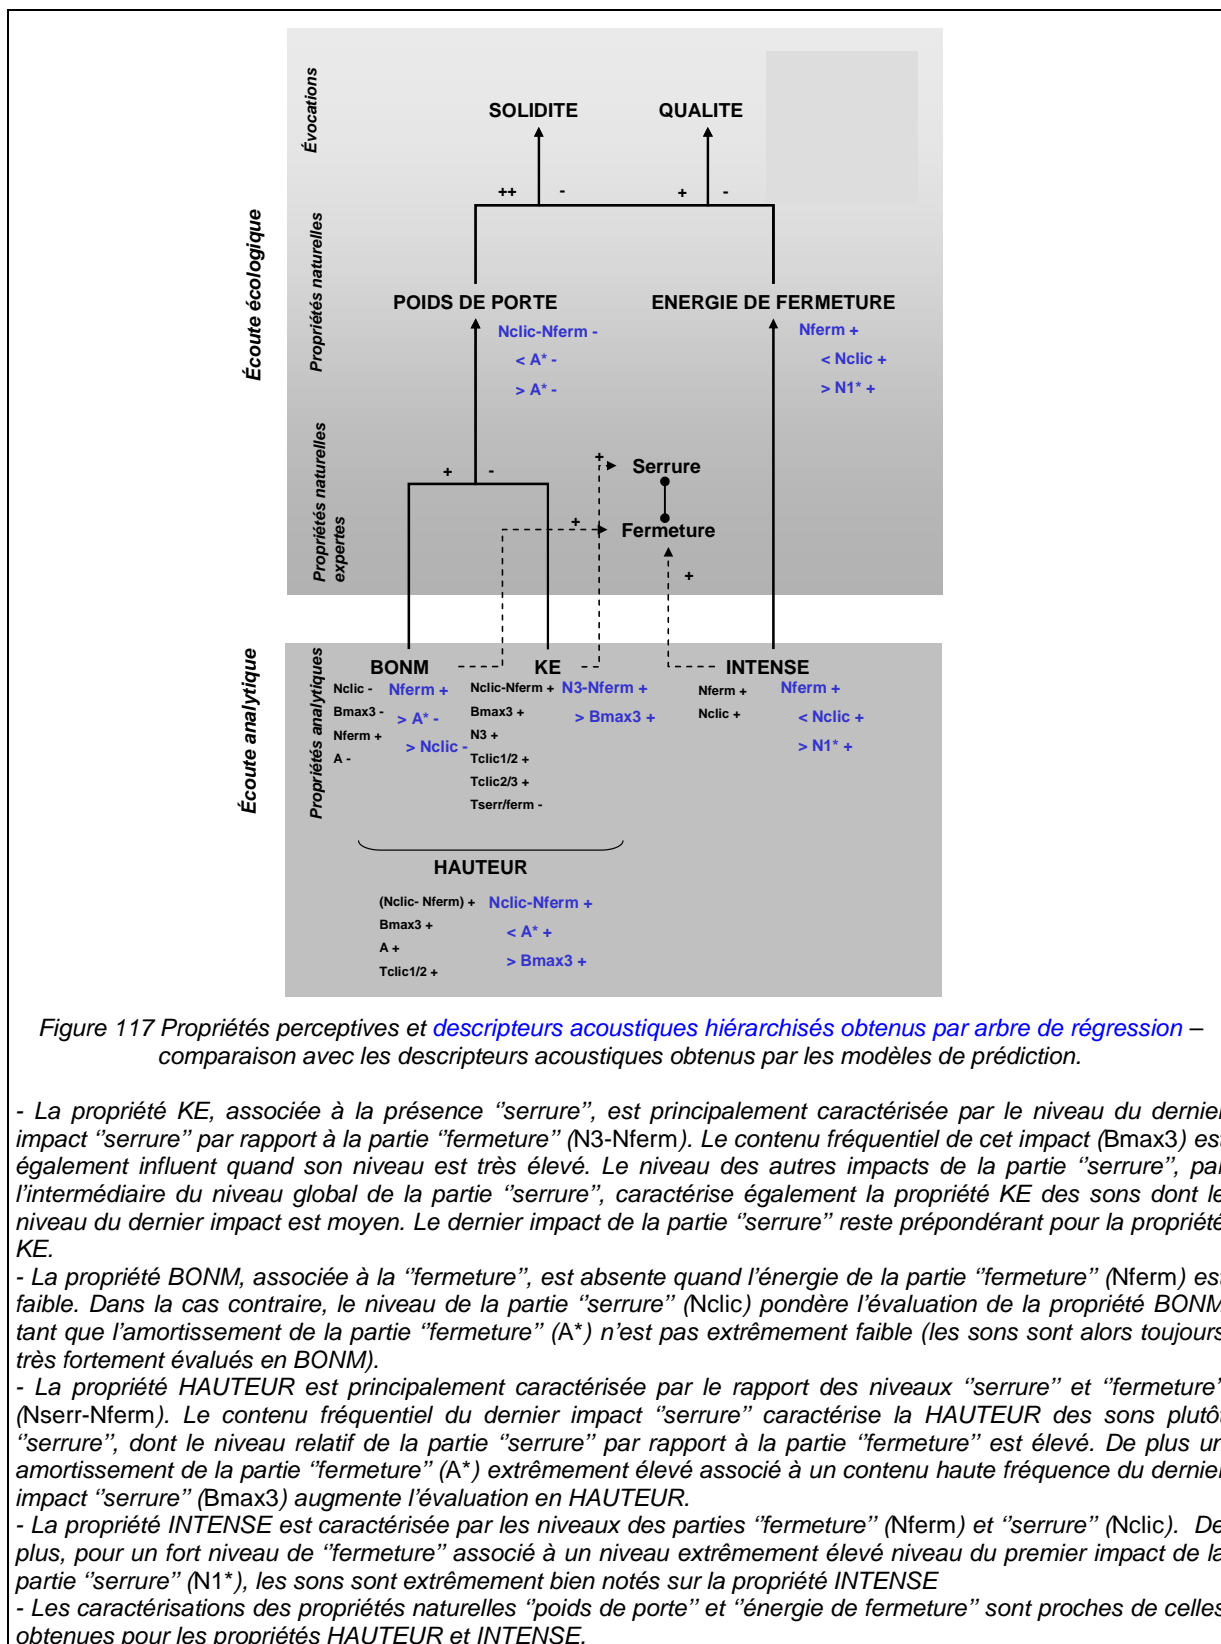 Évocations
SOLIDITE QUALITE
++ - + -
Écoute écologique
Propriétés naturelles
POIDS DE PORTE ENERGIE DE FERMETURE
Nclic-Nferm - Nferm +
< A* - < Nclic +
> A* - > N1* +
Propriétés naturelles
expertes
+ - + Serrure
+ Fermeture
+
Écoute analytique
Propriétés analytiques
BONM KE INTENSE
Nclic - Nferm + Nclic-Nferm + N3-Nferm + Nferm + Nferm +
Bmax3 - > A* - Bmax3 + > Bmax3 + Nclic + < Nclic +
Nferm + > Nclic - N3 + > N1* +
A - Tclic1/2 +
Tclic2/3 +
Tserr/ferm -
HAUTEUR
(Nclic- Nferm) + Nclic-Nferm +
Bmax3 + < A* +
A + > Bmax3 +
Tclic1/2 +
Figure 117 Propriétés perceptives et descripteurs acoustiques hiérarchisés obtenus par arbre de régression –
comparaison avec les descripteurs acoustiques obtenus par les modèles de prédiction.
- La propriété KE, associée à la présence ‘’serrure’’, est principalement caractérisée par le niveau du dernier
impact ‘’serrure’’ par rapport à la partie ‘’fermeture’’ (N3-Nferm). Le contenu fréquentiel de cet impact (Bmax3) est
également influent quand son niveau est très élevé. Le niveau des autres impacts de la partie ‘’serrure’’, par
l’intermédiaire du niveau global de la partie ‘’serrure’’, caractérise également la propriété KE des sons dont le
niveau du dernier impact est moyen. Le dernier impact de la partie ‘’serrure’’ reste prépondérant pour la propriété
KE.
- La propriété BONM, associée à la ‘’fermeture’’, est absente quand l’énergie de la partie ‘’fermeture’’ (Nferm) est
faible. Dans la cas contraire, le niveau de la partie ‘’serrure’’ (Nclic) pondère l’évaluation de la propriété BONM
tant que l’amortissement de la partie ‘’fermeture’’ (A*) n’est pas extrêmement faible (les sons sont alors toujours
très fortement évalués en BONM).
- La propriété HAUTEUR est principalement caractérisée par le rapport des niveaux ‘’serrure’’ et ‘’fermeture’’
(Nserr-Nferm). Le contenu fréquentiel du dernier impact ‘’serrure’’ caractérise la HAUTEUR des sons plutôt
‘’serrure’’, dont le niveau relatif de la partie ‘’serrure’’ par rapport à la partie ‘’fermeture’’ est élevé. De plus un
amortissement de la partie ‘’fermeture’’ (A*) extrêmement élevé associé à un contenu haute fréquence du dernier
impact ‘’serrure’’ (Bmax3) augmente l’évaluation en HAUTEUR.
- La propriété INTENSE est caractérisée par les niveaux des parties ‘’fermeture’’ (Nferm) et ‘’serrure’’ (Nclic). De
plus, pour un fort niveau de ‘’fermeture’’ associé à un niveau extrêmement élevé niveau du premier impact de la
partie ‘’serrure’’ (N1*), les sons sont extrêmement bien notés sur la propriété INTENSE
- Les caractérisations des propriétés naturelles ‘’poids de porte’’ et ‘’énergie de fermeture’’ sont proches de celles
obtenues pour les propriétés HAUTEUR et INTENSE.